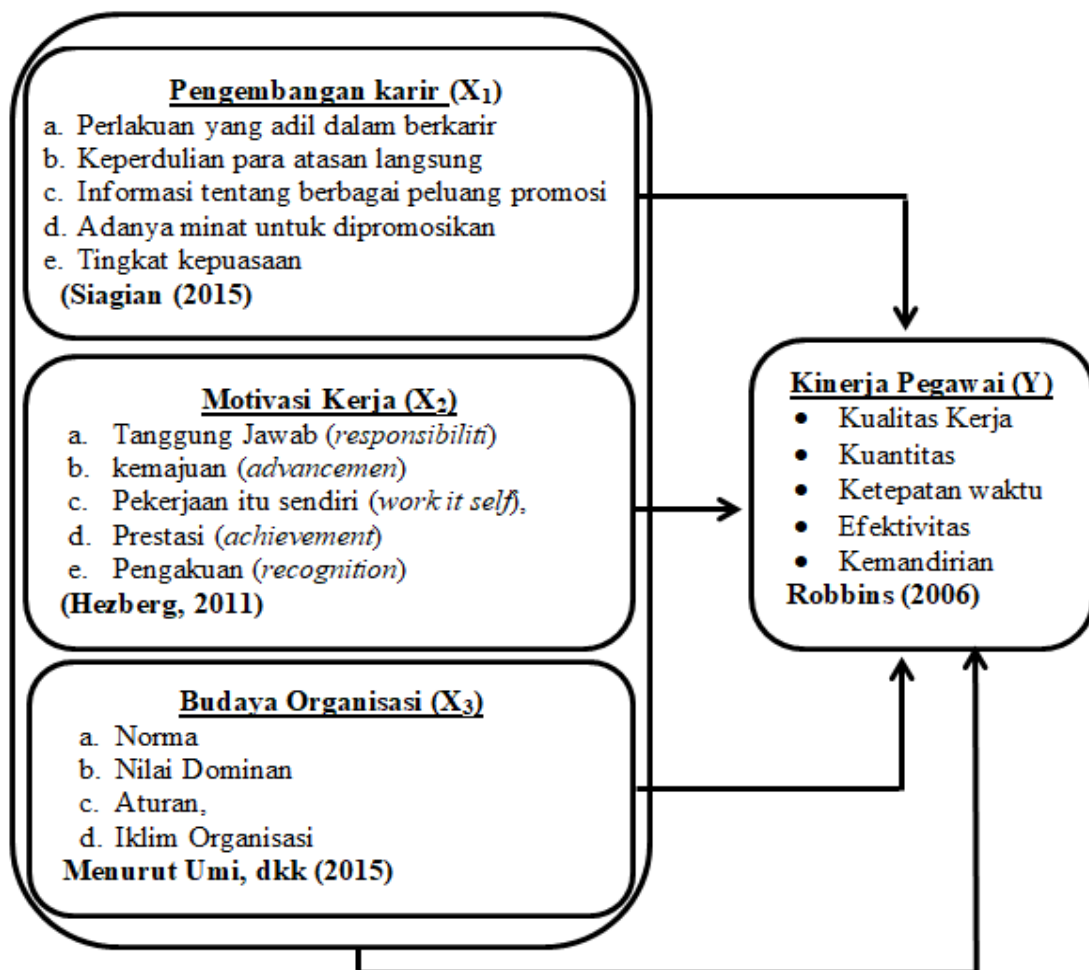 Pengembangan karir (X₁)
a. Perlakuan yang adil dalam berkarir
b. Keperdulian para atasan langsung
c. Informasi tentang berbagai peluang promosi
d. Adanya minat untuk dipromosikan
e. Tingkat kepuasaan
(Siagian (2015)
Motivasi Kerja (X₂)
a. Tanggung Jawab (responsibiliti)
b. kemajuan (advancemen)
c. Pekerjaan itu sendiri (work it self),
d. Prestasi (achievement)
e. Pengakuan (recognition)
(Hezberg, 2011)
Budaya Organisasi (X₃)
a. Norma
b. Nilai Dominan
c. Aturan,
d. Iklim Organisasi
Menurut Umi, dkk (2015)
Kinerja Pegawai (Y)
• Kualitas Kerja
• Kuantitas
• Ketepatan waktu
• Efektivitas
• Kemandirian
Robbins (2006)